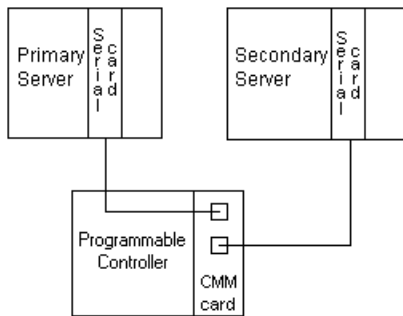 Primary
Server
Serial
card
Secondary
Server
Serial
card
Programmable
Controller
CMM
card